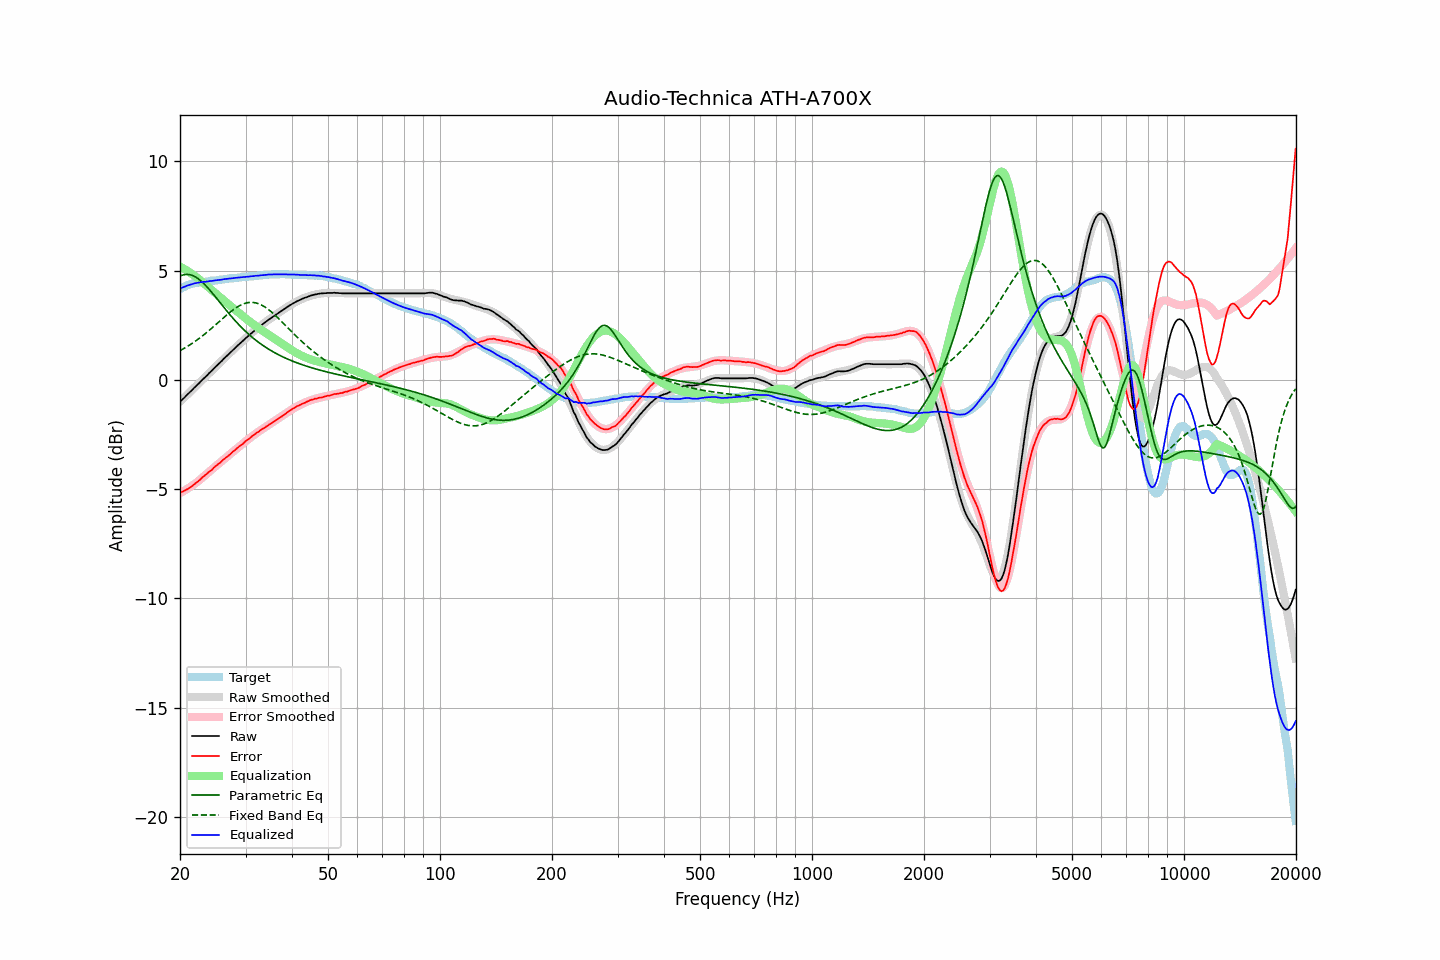 Audio-Technica ATH-A700X
Amplitude (dBr)
10
5
0
−5
−10
−15
−20
Target
Raw Smoothed
Error Smoothed
Raw
Error
Equalization
Parametric Eq
Fixed Band Eq
Equalized
20 50 100 200 500 1000 2000 5000 10000 20000
Frequency (Hz)